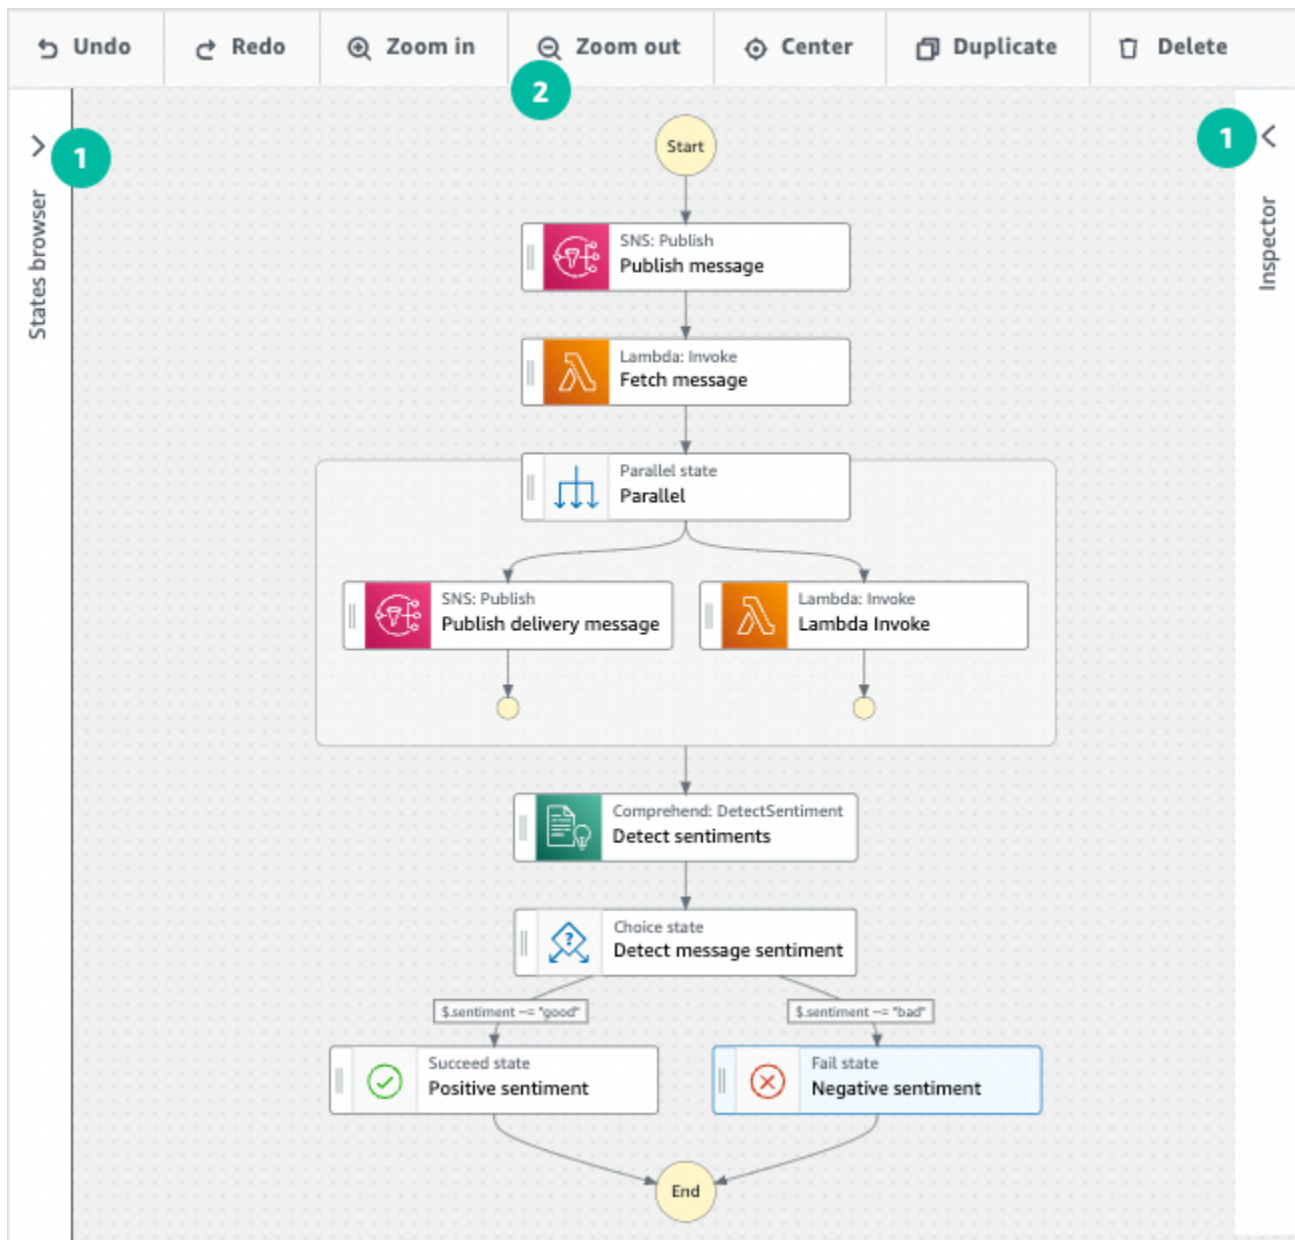 Undo
Redo
Zoom in
Zoom out
Center
Duplicate
Delete
2
1
1
States browser
Inspector
Start
SNS: Publish
Publish message
Lambda: Invoke
Fetch message
Parallel state
Parallel
SNS: Publish
Publish delivery message
Lambda: Invoke
Lambda Invoke
Comprehend: DetectSentiment
Detect sentiments
?
Choice state
Detect message sentiment
$.sentiment ~= "good"
$.sentiment ~= "bad"
Succeed state
Positive sentiment
Fail state
Negative sentiment
End